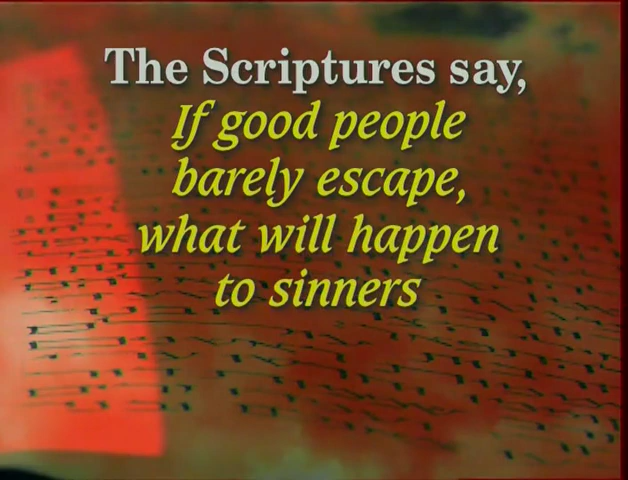 The Scriptures say,
If good people
barely escape,
what will happen
to sinners